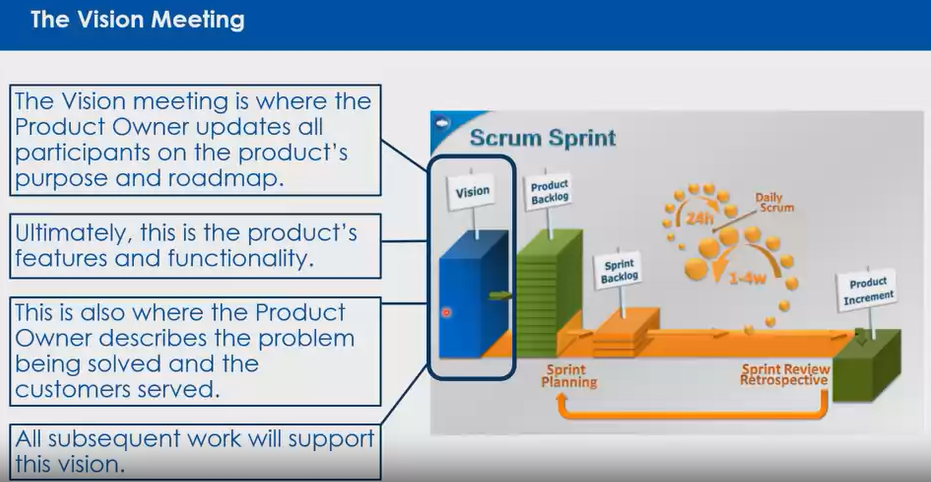 The Vision Meeting
The Vision meeting is where the
Product Owner updates all
participants on the product's
purpose and roadmap.
Ultimately, this is the product's
features and functionality.
This is also where the Product
Owner describes the problem
being solved and the
customers served.
All subsequent work will support
this vision.
Scrum Sprint
Vision
Product
Backlog
Sprint
Backlog
24h
Daily
Scrum
1-4w
Product
Increment
Sprint
Planning
Sprint Review
Retrospective